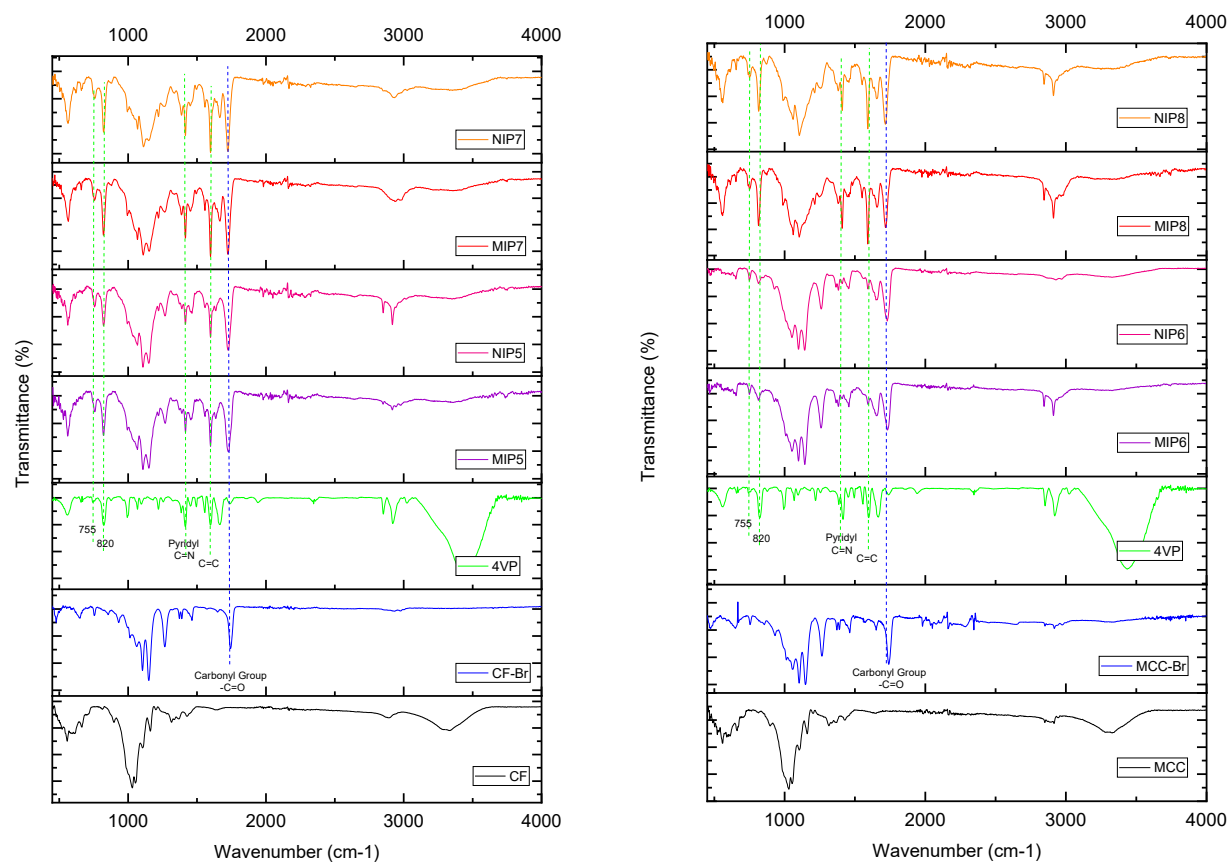 1000 2000 3000 4000
NIP7
MIP7
NIP5
MIP5
755
820
Pyridyl
C=N
C=C
4VP
CF-Br
Carbonyl Group
-C=O
CF
1000 2000 3000 4000
Wavenumber (cm-1)
Transmittance (%)
1000 2000 3000 4000
NIP8
MIP8
NIP6
MIP6
755
820
Pyridyl
C=N
C=C
4VP
MCC-Br
Carbonyl Group
-C=O
MCC
1000 2000 3000 4000
Wavenumber (cm-1)
Transmittance (%)